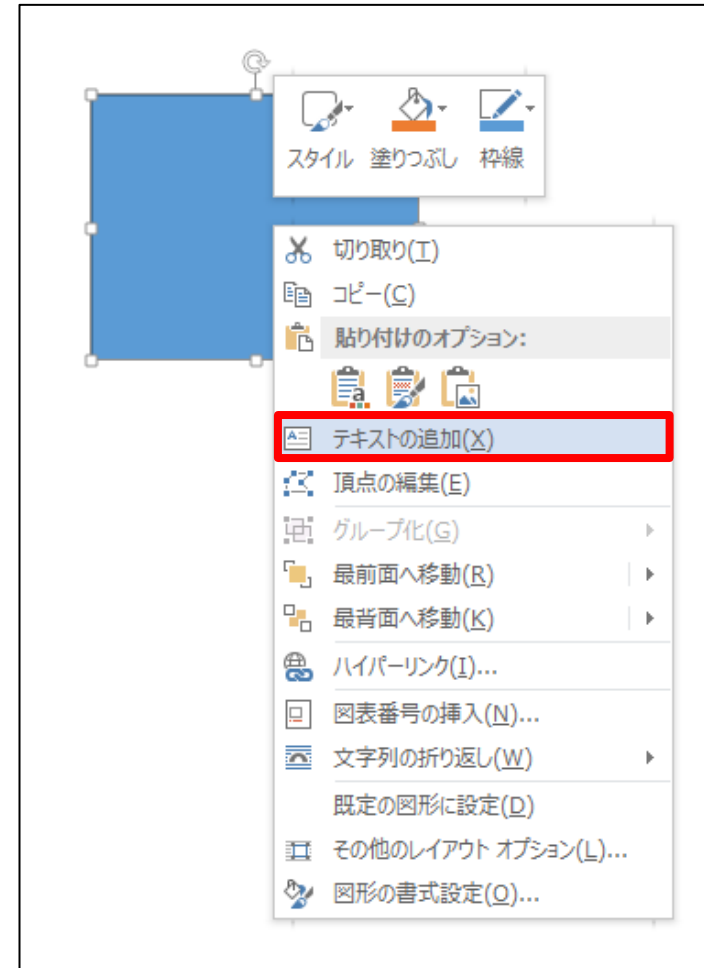 スタイル 塗りつぶし 枠線
切り取り(T)
コピー(C)
貼り付けのオプション:
テキストの追加(X)
頂点の編集(E)
グループ化(G)
最前面へ移動(R)
最背面へ移動(K)
ハイパーリンク(I)...
図表番号の挿入(N)...
文字列の折り返し(W)
既定の図形に設定(D)
その他のレイアウト オプション(L)...
図形の書式設定(O)...